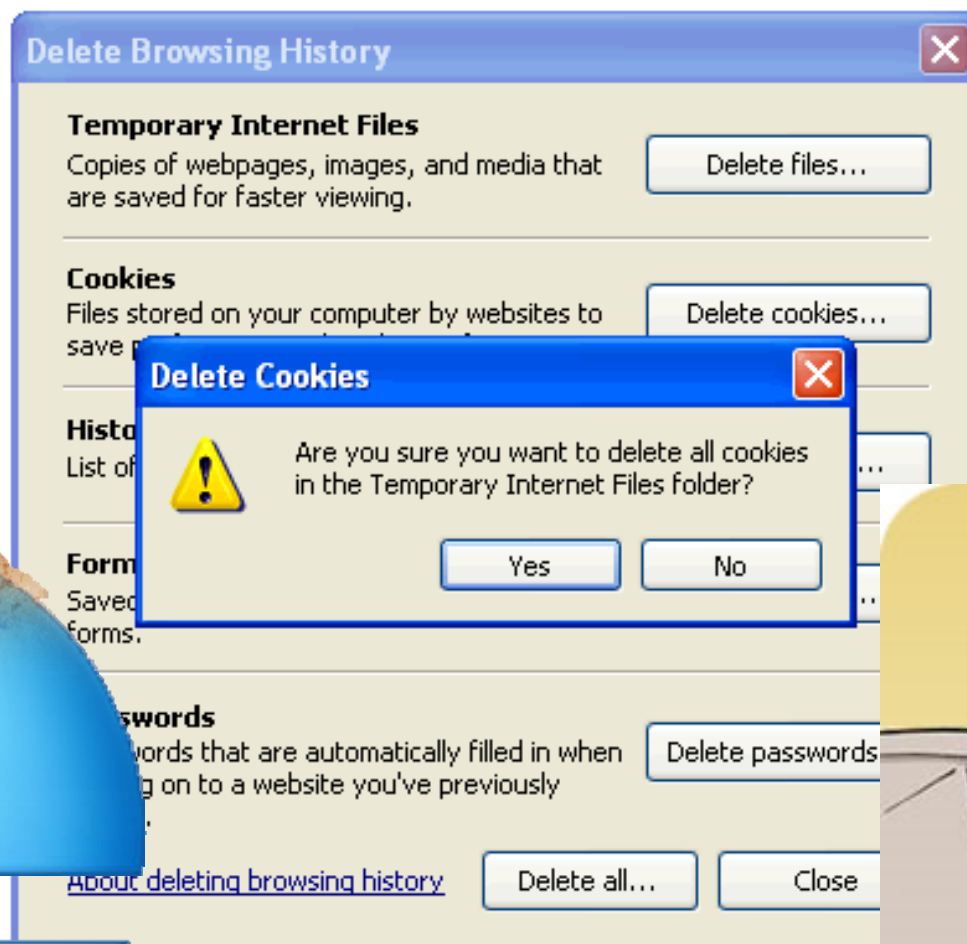 Delete Browsing History
Temporary Internet Files
Copies of webpages, images, and media that
are saved for faster viewing.
Delete files...
Cookies
Files stored on your computer by websites to
save
Delete cookies...
Delete Cookies
Are you sure you want to delete all cookies
in the Temporary Internet Files folder?
Yes
No
List of
...
Saved
forms.
that are automatically filled in when
on to a website you've previously
Delete passwords
About deleting browsing history
Delete all...
Close